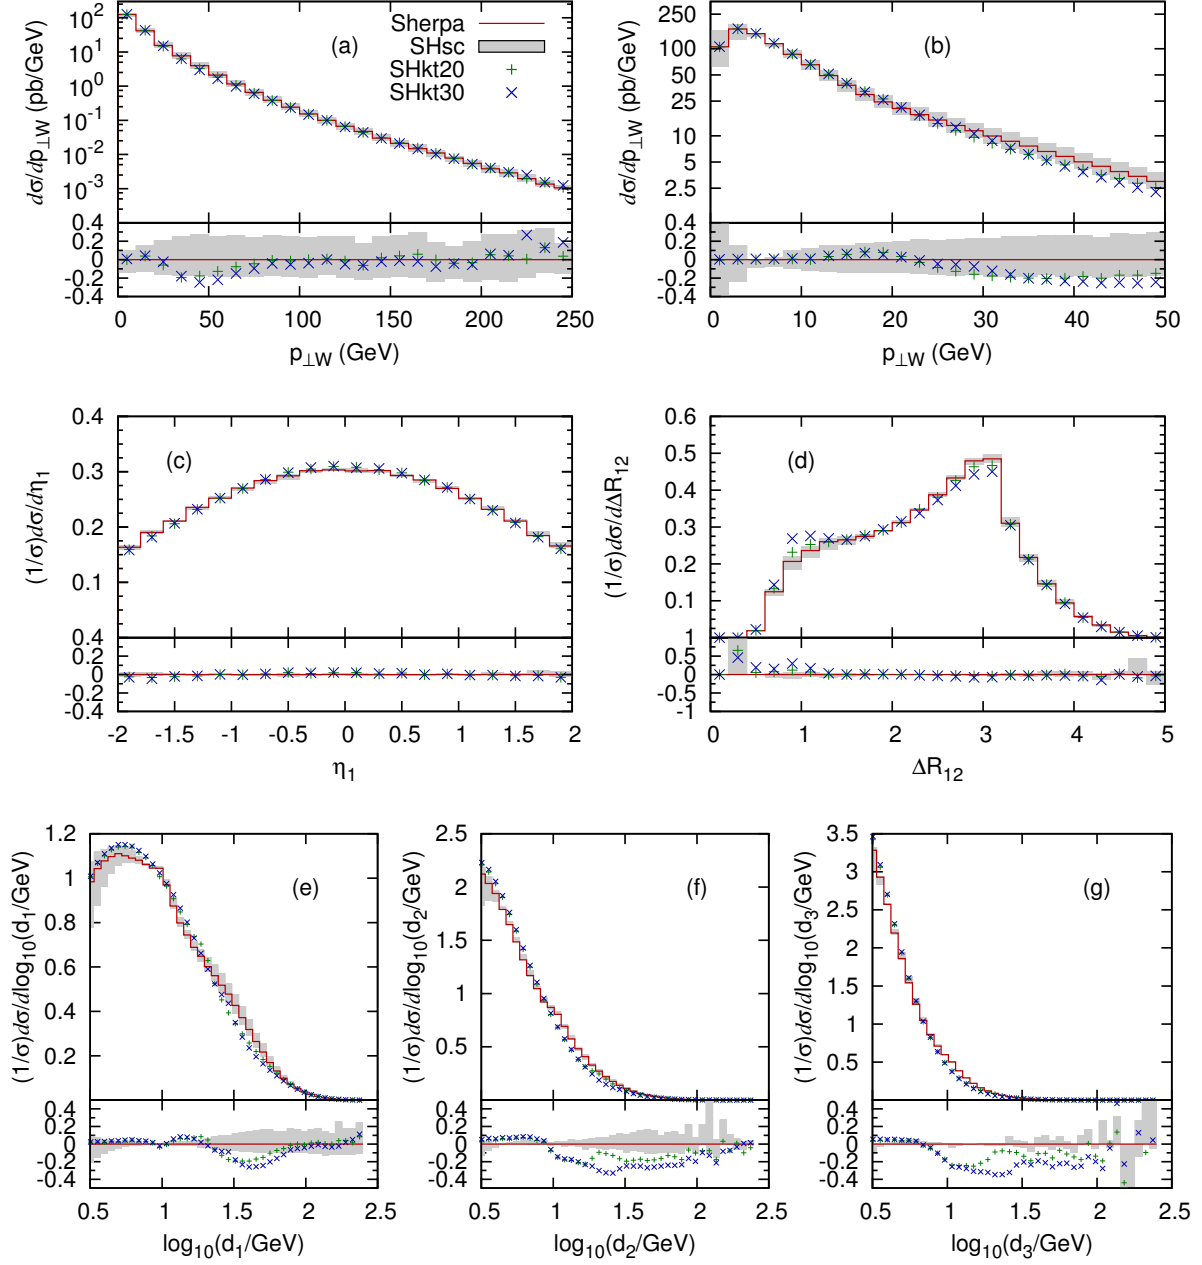 Sherpa
SHsc
SHkt20
SHkt30
(a)
dσ/dp⊥W (pb/GeV)
10^2
10^1
10^0
10^-1
10^-2
10^-3
0.4
0.2
0
-0.2
-0.4
0 50 100 150 200 250
p⊥W (GeV)
(b)
dσ/dp⊥W (pb/GeV)
250
100
50
25
10
5
2.5
0.4
0.2
0
-0.2
-0.4
0 10 20 30 40 50
p⊥W (GeV)
(c)
(1/σ)dσ/dη1
0.4
0.3
0.2
0.1
0.4
0.2
0
-0.2
-0.4
-2 -1.5 -1 -0.5 0 0.5 1 1.5 2
η1
(d)
(1/σ)dσ/dΔR12
0.6
0.5
0.4
0.3
0.2
0.1
1
0.5
0
-0.5
-1
0 1 2 3 4 5
ΔR12
(e)
(1/σ)dσ/dlog10(d1/GeV)
1.2
1
0.8
0.6
0.4
0.2
0.4
0.2
0
-0.2
-0.4
0.5 1 1.5 2 2.5
log10(d1/GeV)
(f)
(1/σ)dσ/dlog10(d2/GeV)
2.5
2
1.5
1
0.5
0.4
0.2
0
-0.2
-0.4
0.5 1 1.5 2 2.5
log10(d2/GeV)
(g)
(1/σ)dσ/dlog10(d3/GeV)
3.5
3
2.5
2
1.5
1
0.5
0.4
0.2
0
-0.2
-0.4
0.5 1 1.5 2 2.5
log10(d3/GeV)